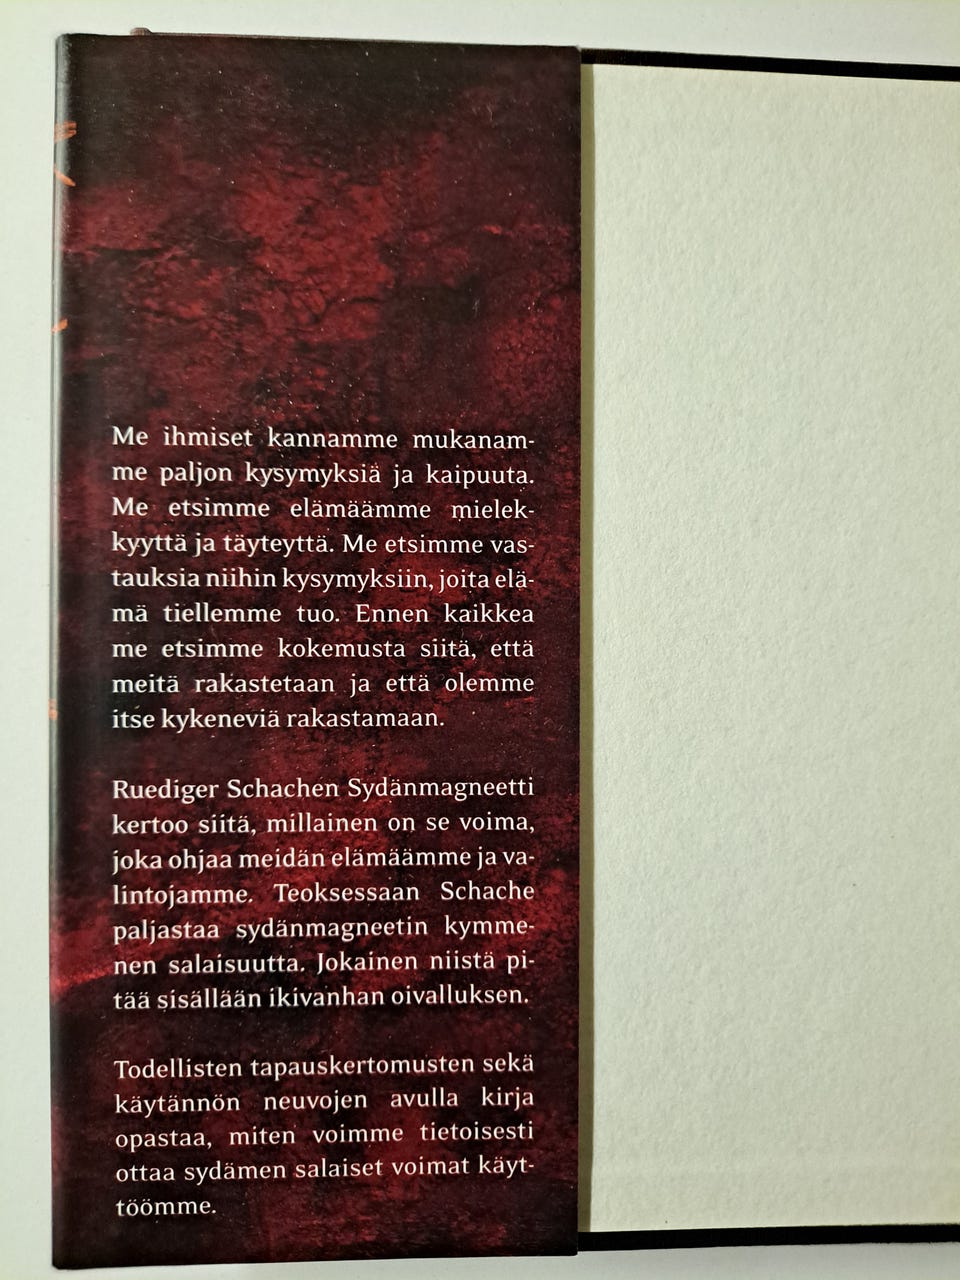 Me ihmiset kannamme mukanam-
me paljon kysymyksiä ja kaipuuta.
Me etsimme elämäämme mielek-
kyyttä ja täyteyttä. Me etsimme vas-
tauksia niihin kysymyksiin, joita elä-
mä tiellemme tuo. Ennen kaikkea
me etsimme kokemusta siitä, että
meitä rakastetaan ja että olemme
itse kykeneviä rakastamaan.
Ruediger Schachen Sydänmagneetti
kertoo siitä, millainen on se voima,
joka ohjaa meidän elämäämme ja va-
lintojamme. Teoksessaan Schache
paljastaa sydänmagneetin kymme-
nen salaisuutta. Jokainen niistä pi-
tää sisällään ikivanhan oivalluksen.
Todellisten tapauskertomusten sekä
käytännön neuvojen avulla kirja
opastaa, miten voimme tietoisesti
ottaa sydämen salaiset voimat käyt-
töömme.